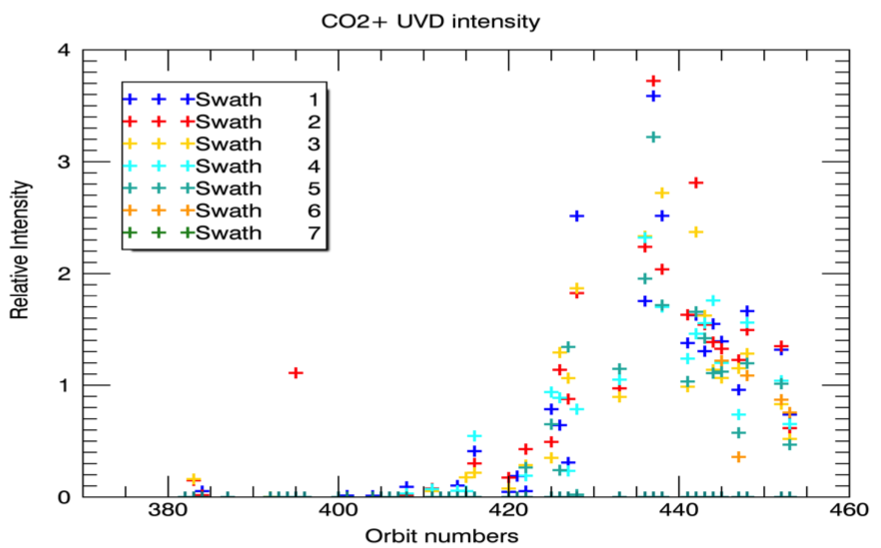 CO2+ UVD intensity
4
3
2
1
0
Relative Intensity
Swath 1
Swath 2
Swath 3
Swath 4
Swath 5
Swath 6
Swath 7
380 400 420 440 460
Orbit numbers